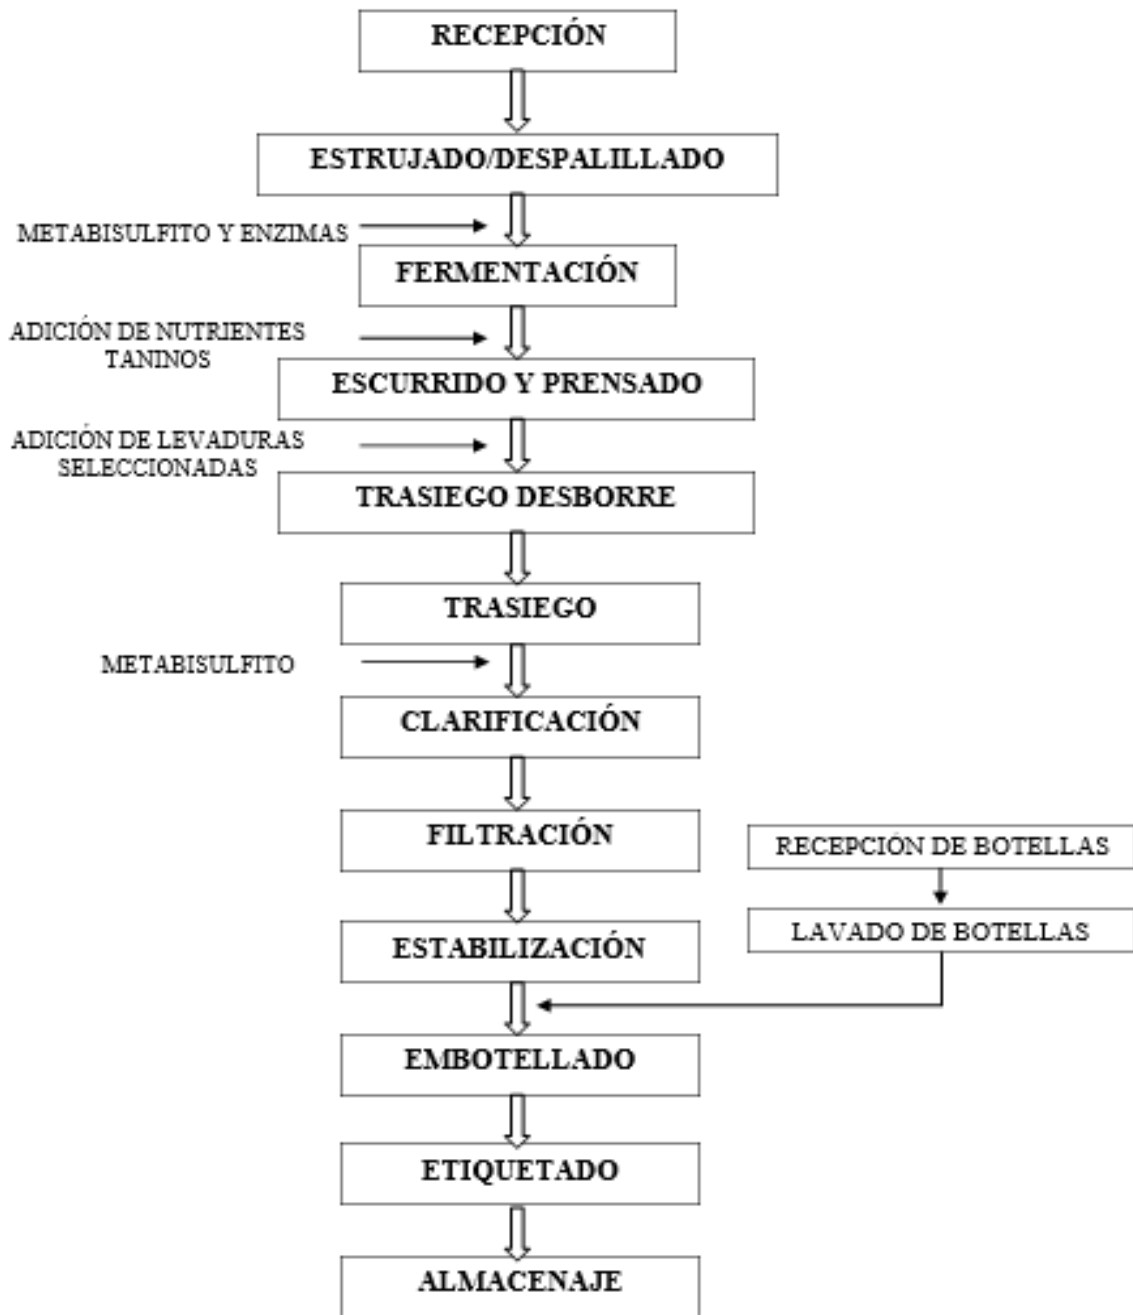 RECEPCIÓN
ESTRUJADO/DESPALILLADO
METABISULFITO Y ENZIMAS
FERMENTACIÓN
ADICIÓN DE NUTRIENTES
TANINOS
ESCURRIDO Y PRENSADO
ADICIÓN DE LEVADURAS
SELECCIONADAS
TRASIEGO DESBORRE
TRASIEGO
METABISULFITO
CLARIFICACIÓN
FILTRACIÓN
RECEPCIÓN DE BOTELLAS
LAVADO DE BOTELLAS
ESTABILIZACIÓN
EMBOTELLADO
ETIQUETADO
ALMACENAJE